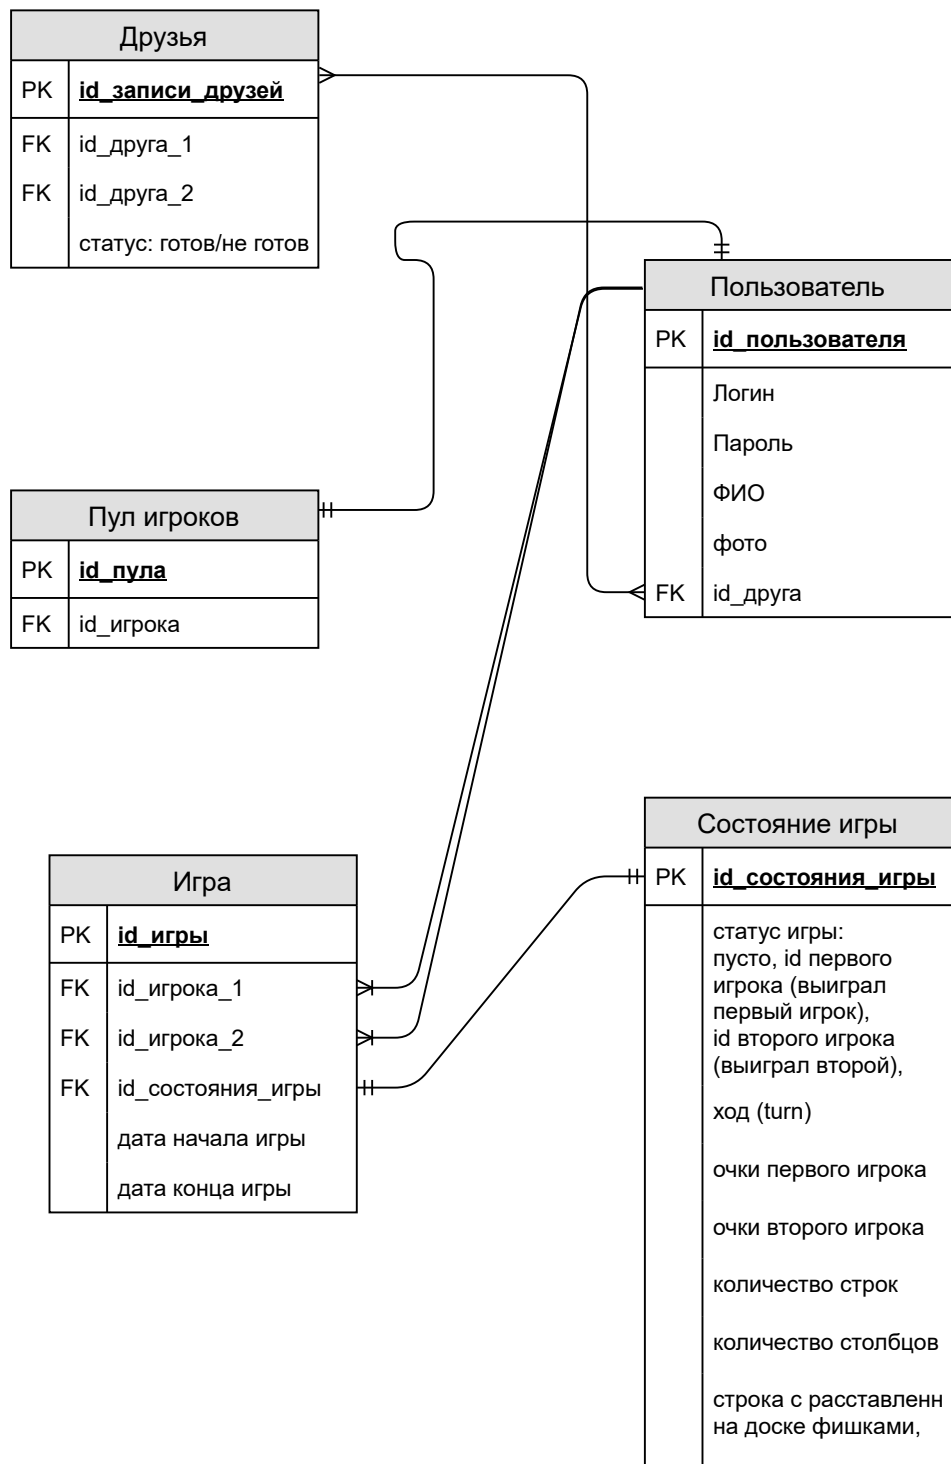 Друзья
PK id_записи_друзей
FK id_друга_1
FK id_друга_2
статус: готов/не готов
Пользователь
PK id_пользователя
Логин
Пароль
ФИО
фото
FK id_друга
Пул игроков
PK id_пула
FK id_игрока
Игра
PK id_игры
FK id_игрока_1
FK id_игрока_2
FK id_состояния_игры
дата начала игры
дата конца игры
Состояние игры
PK id_состояния_игры
статус игры:
пусто, id первого
игрока (выиграл
первый игрок),
id второго игрока
(выиграл второй),
ход (turn)
очки первого игрока
очки второго игрока
количество строк
количество столбцов
строка с расставленн
на доске фишками,